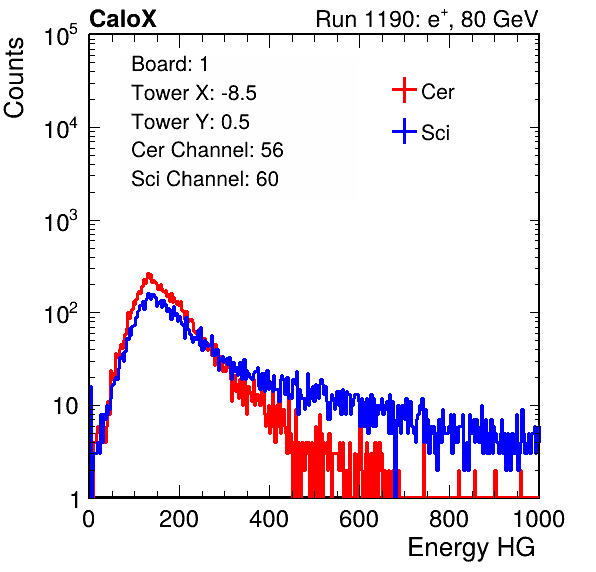 CaloX Run 1190: e⁺, 80 GeV
Counts
10⁵
10⁴
10³
10²
10
1
Board: 1
Tower X: -8.5
Tower Y: 0.5
Cer Channel: 56
Sci Channel: 60
Cer
Sci
0 200 400 600 800 1000
Energy HG